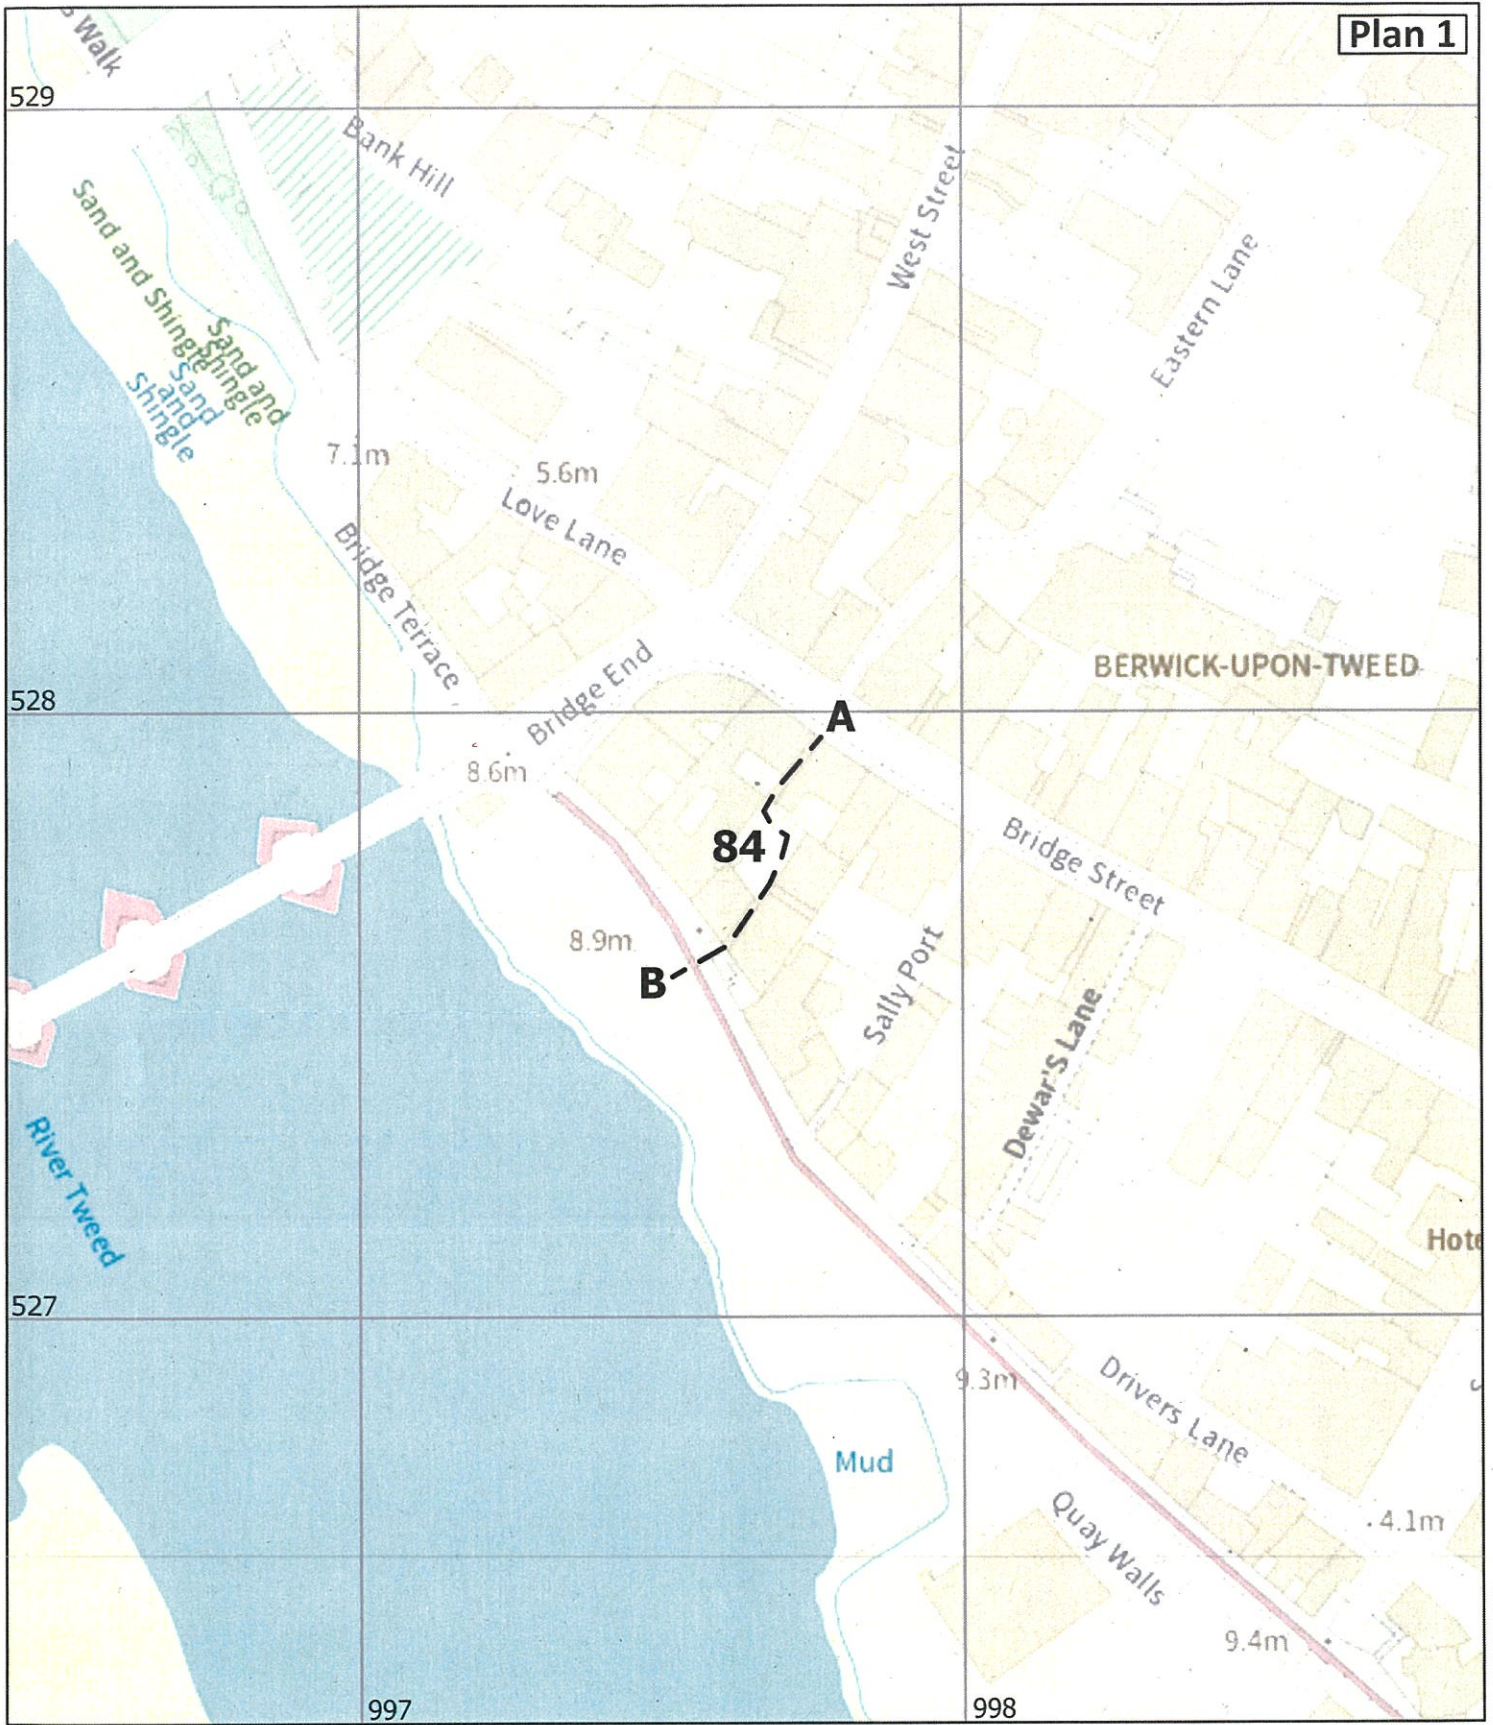 Plan 1
Walk
529
Bank Hill
West Street
Sand and Shingle
Eastern Lane
Sand and
Shingle
Sand
and
Shingle
7.1m
5.6m
Love Lane
Bridge Terrace
Bridge End
BERWICK-UPON-TWEED
528
A
8.6m
84
Bridge Street
8.9m
Sally Port
B
Dewar'S Lane
River Tweed
Hote
527
9.3m
Drivers Lane
Mud
Quay Walls
4.1m
9.4m
997
998